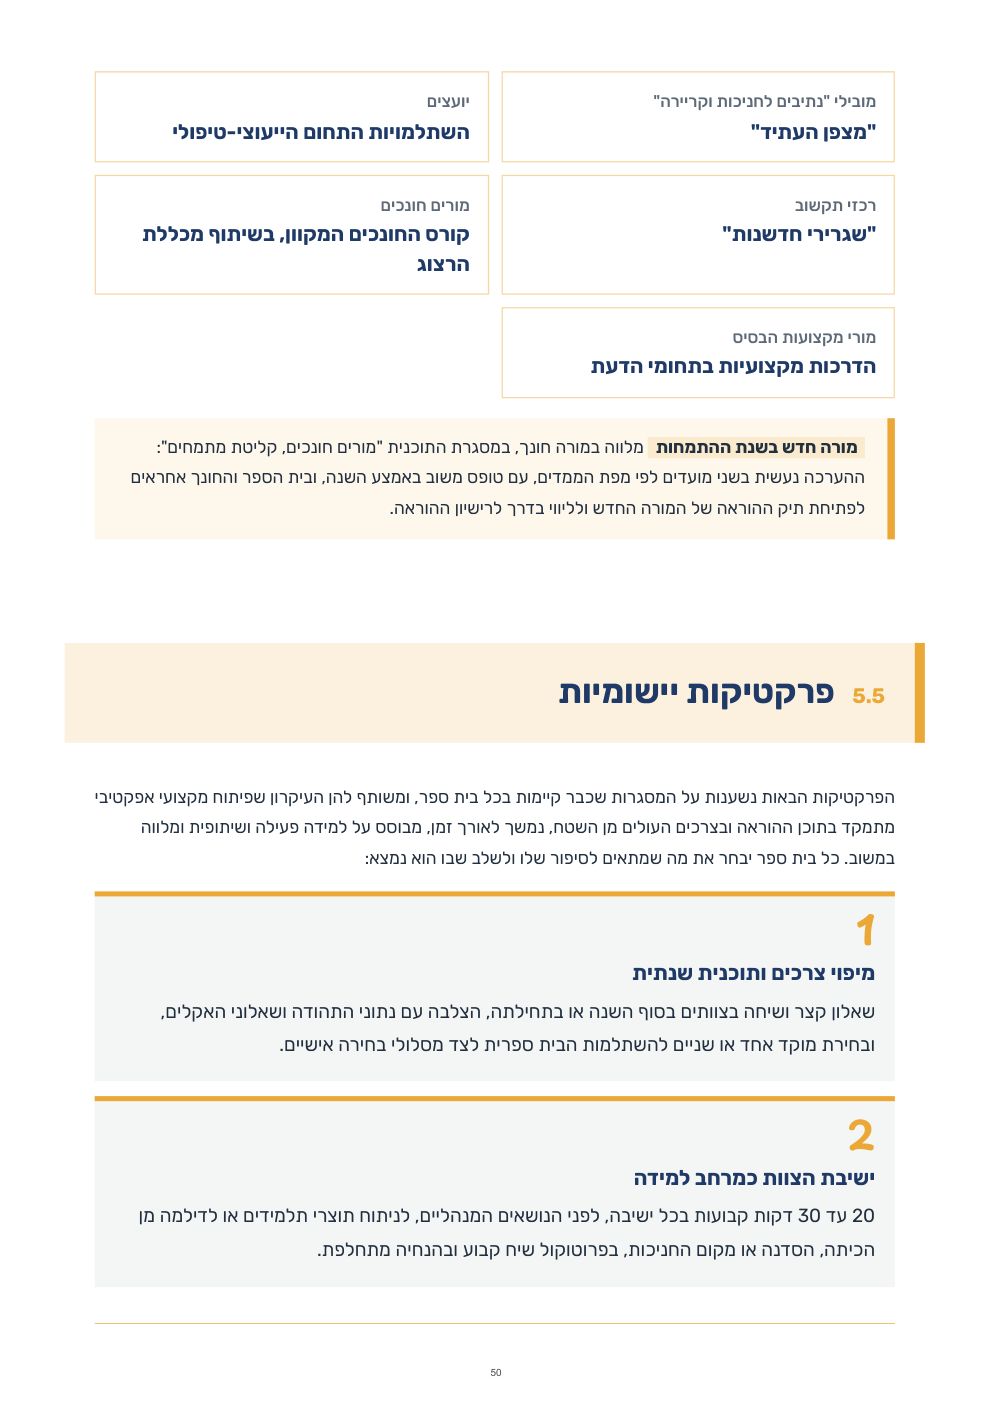 מובילי "נתיבים לחניכות וקריירה"
"מצפן העתיד"
יועצים
השתלמויות התחום הייעוצי-טיפולי
רכזי תקשוב
"שגרירי חדשנות"
מורים חונכים
קורס החונכים המקוון, בשיתוף מכללת
הרצוג
מורי מקצועות הבסיס
הדרכות מקצועיות בתחומי הדעת
מורה חדש בשנת ההתמחות מלווה במורה חונך, במסגרת התוכנית "מורים חונכים, קליטת מתמחים":
ההערכה נעשית בשני מועדים לפי מפת הממדים, עם טופס משוב באמצע השנה, ובית הספר והחונך אחראים
לפתיחת תיק ההוראה של המורה החדש ולליווי בדרך לרישיון ההוראה.
5.5 פרקטיקות יישומיות
הפרקטיקות הבאות נשענות על המסגרות שכבר קיימות בכל בית ספר, ומשותף להן העיקרון שפיתוח מקצועי אפקטיבי
מתמקד בתוכן ההוראה ובצרכים העולים מן השטח, נמשך לאורך זמן, מבוסס על למידה פעילה ושיתופית ומלווה
במשוב. כל בית ספר יבחר את מה שמתאים לסיפור שלו ולשלב שבו הוא נמצא:
1
מיפוי צרכים ותוכנית שנתית
שאלון קצר ושיחה בצוותים בסוף השנה או בתחילתה, הצלבה עם נתוני התהודה ושאלוני האקלים,
ובחירת מוקד אחד או שניים להשתלמות הבית ספרית לצד מסלולי בחירה אישיים.
2
ישיבת הצוות כמרחב למידה
20 עד 30 דקות קבועות בכל ישיבה, לפני הנושאים המנהליים, לניתוח תוצרי תלמידים או לדילמה מן
הכיתה, הסדנה או מקום החניכות, בפרוטוקול שיח קבוע ובהנחיה מתחלפת.
50